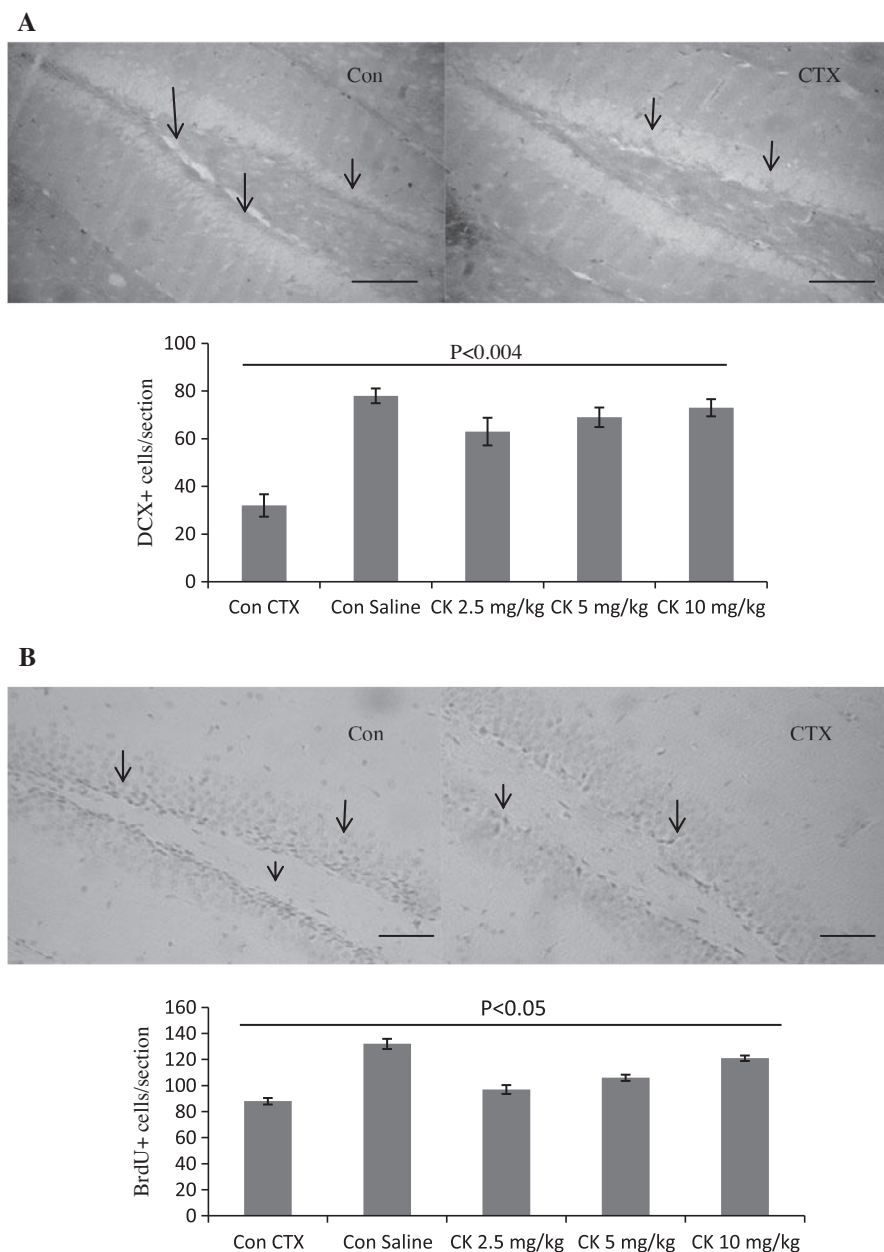 A
Con
CTX
P<0.004
100
80
60
40
20
0
DCX+ cells/section
Con CTX
Con Saline
CK 2.5 mg/kg
CK 5 mg/kg
CK 10 mg/kg
B
Con
CTX
P<0.05
160
140
120
100
80
60
40
20
0
BrdU+ cells/section
Con CTX
Con Saline
CK 2.5 mg/kg
CK 5 mg/kg
CK 10 mg/kg